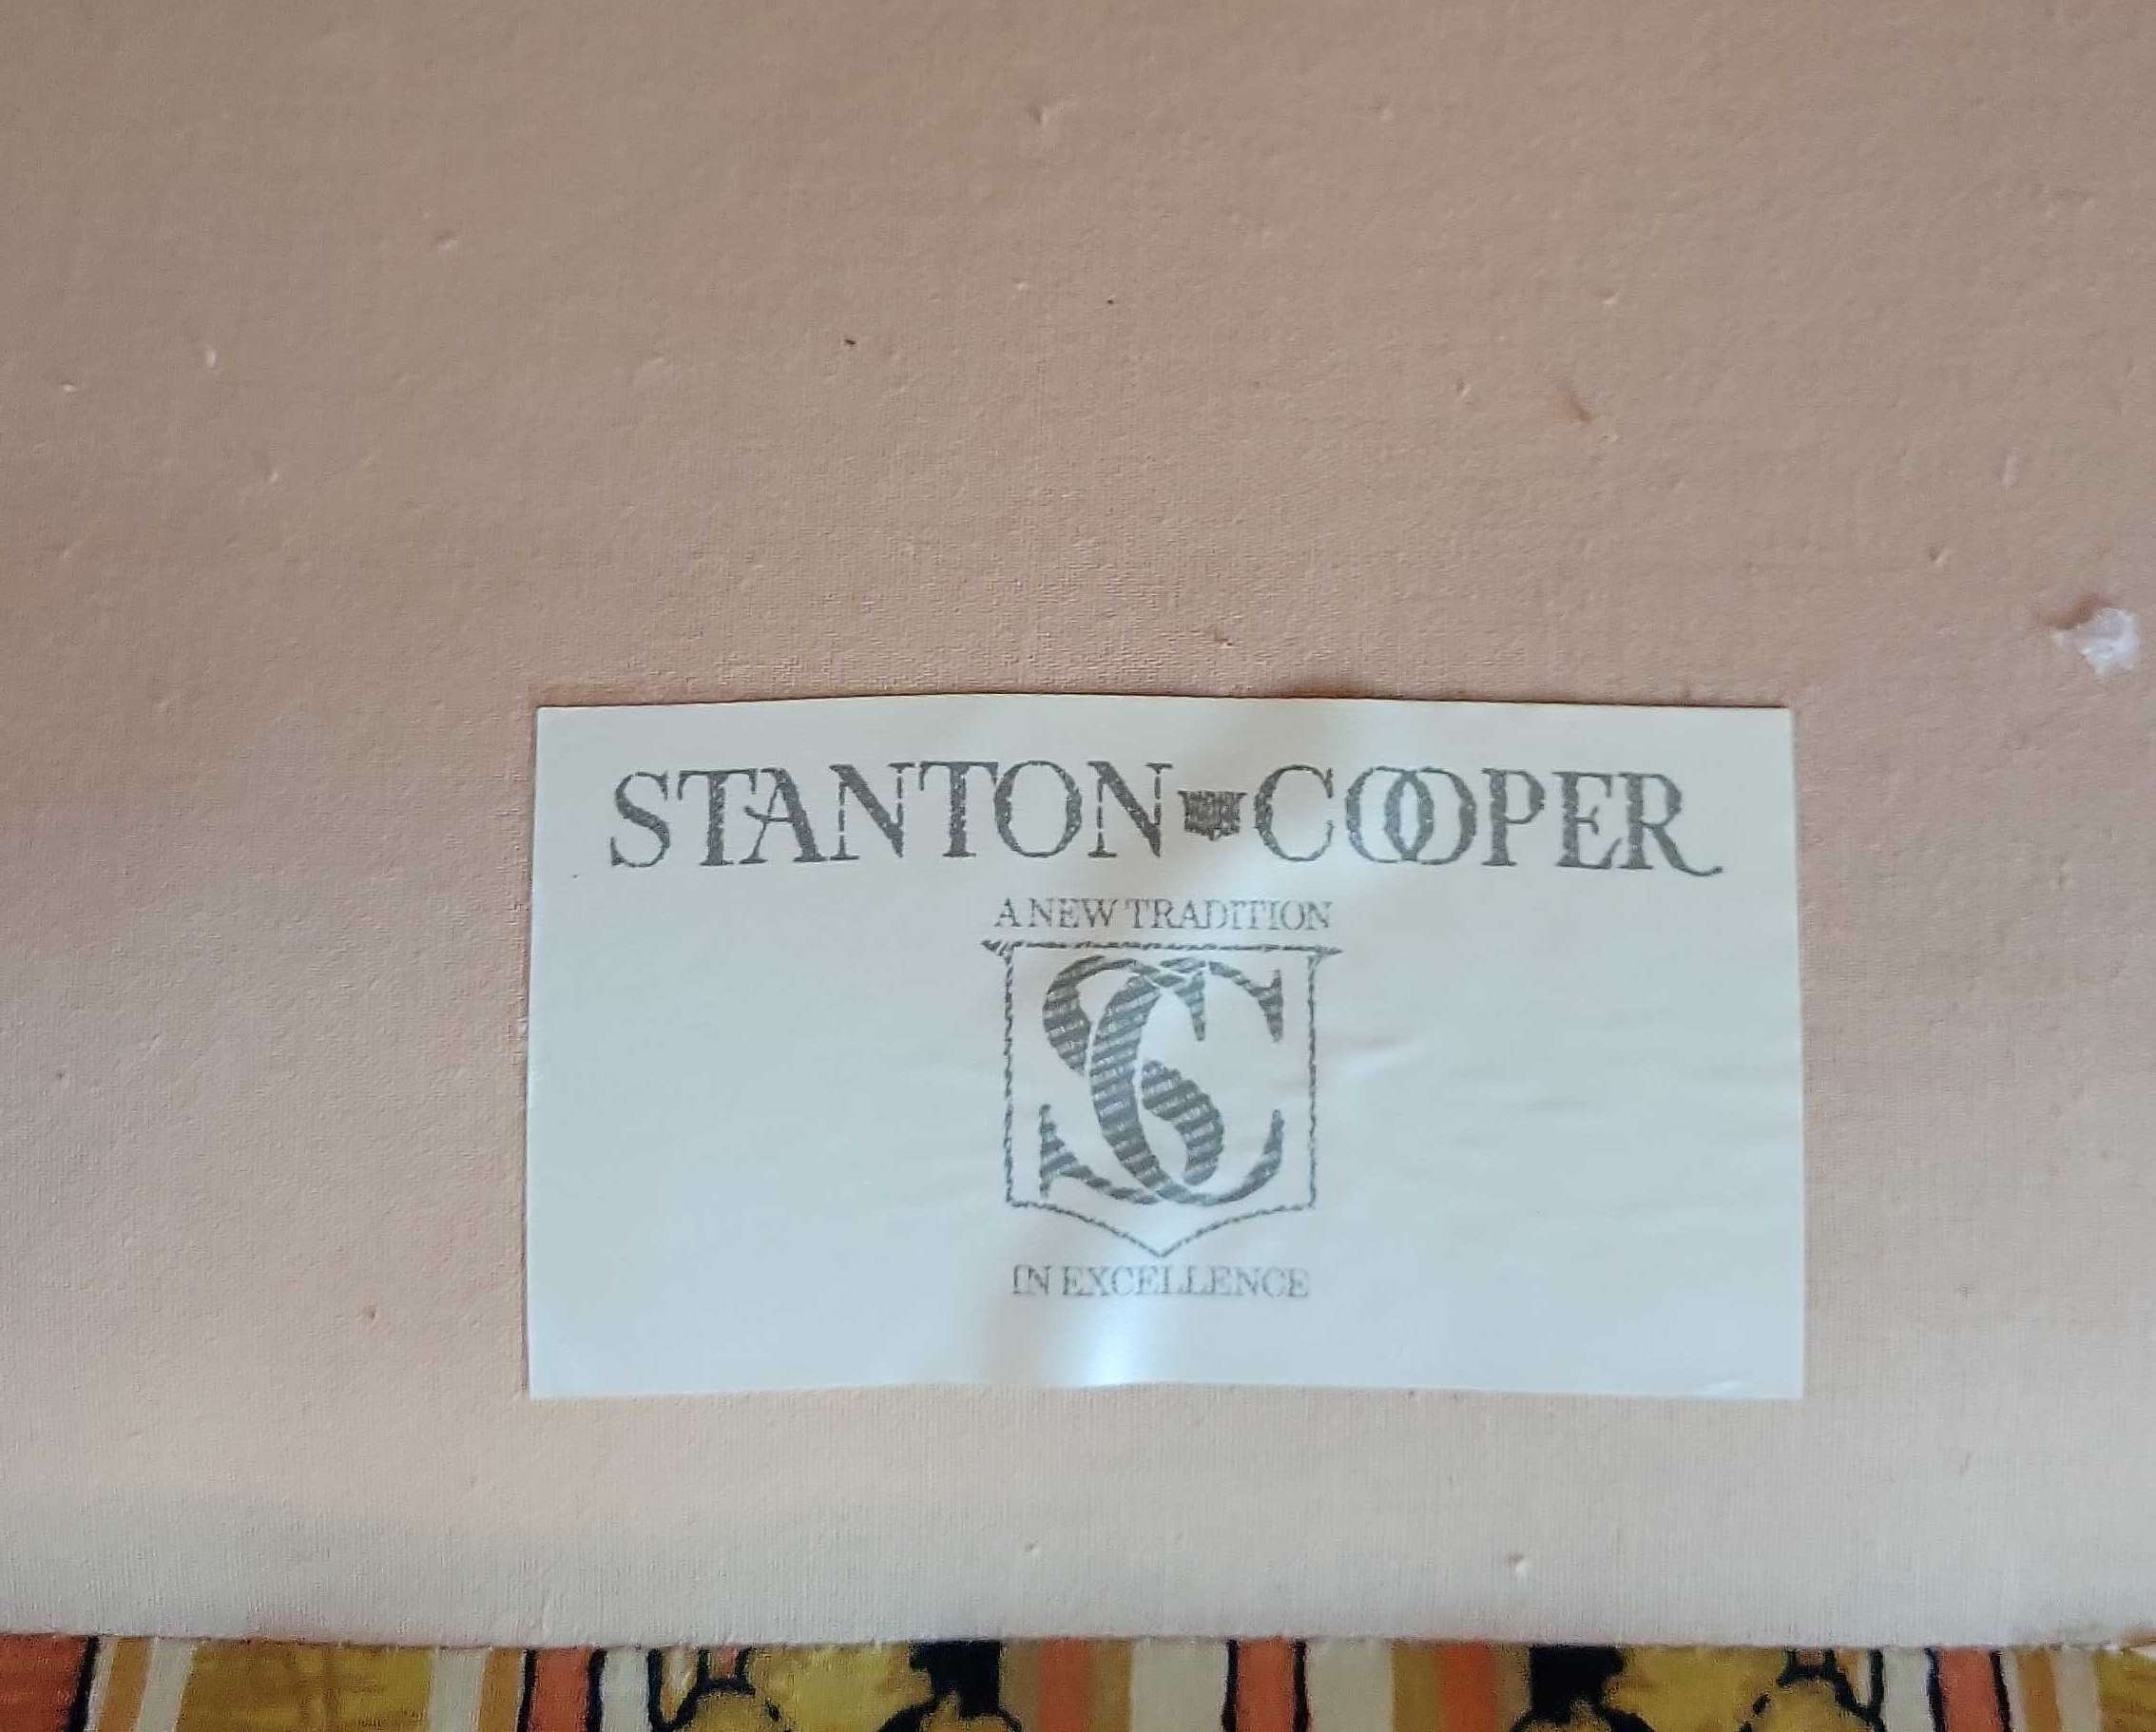 STANTON COOPER
A NEW TRADITION
SC
IN EXCELLENCE